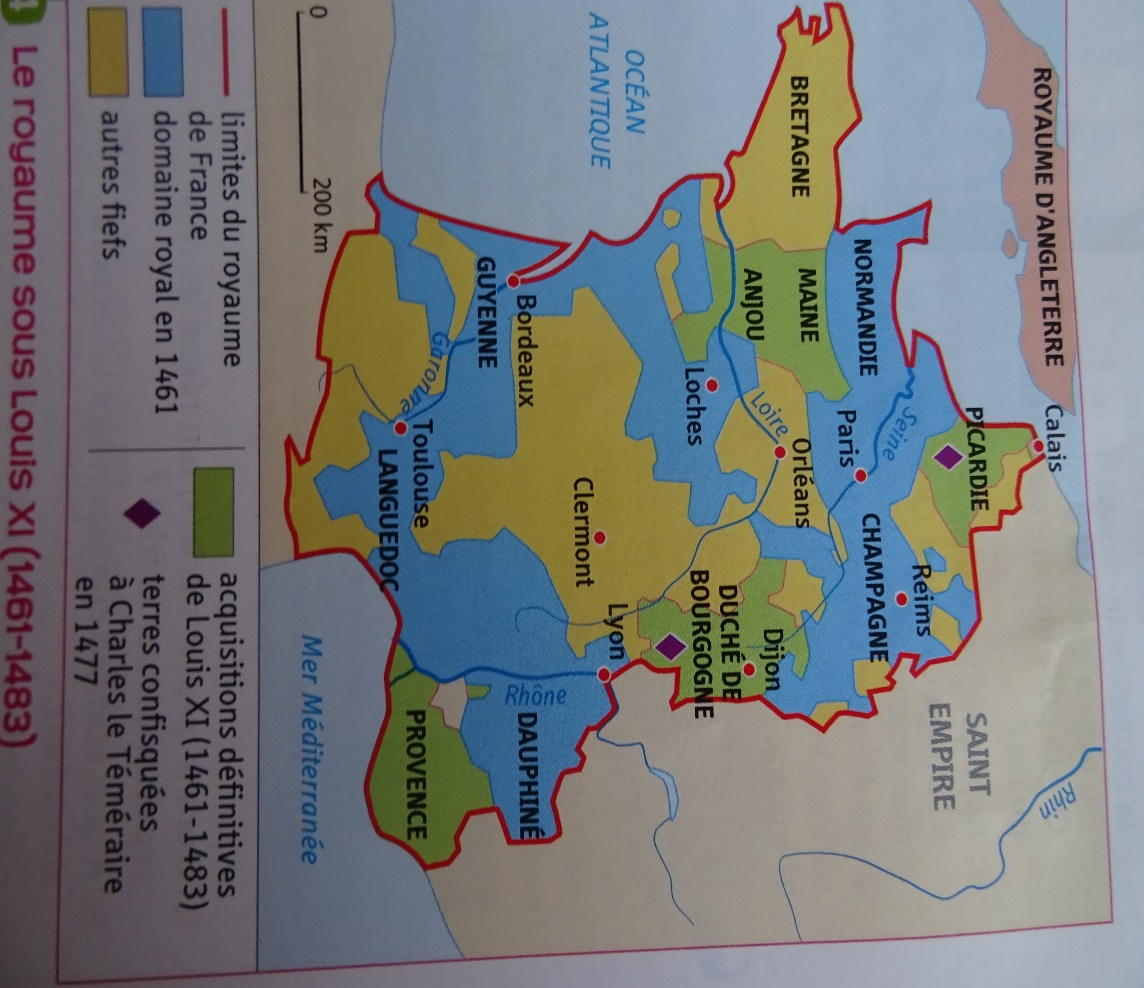 ROYAUME D'ANGLETERRE
Calais
PICARDIE
Rhin
SAINT
EMPIRE
NORMANDIE
Seine
Reims
Paris
CHAMPAGNE
BRETAGNE
MAINE
ANJOU
Orléans
Loire
Loches
Dijon
DUCHÉ DE
BOURGOGNE
OCÉAN
ATLANTIQUE
Clermont
Lyon
Bordeaux
GUYENNE
Garonne
Rhône
DAUPHINÉ
Toulouse
LANGUEDOC
PROVENCE
Mer Méditerranée
0
200 km
limites du royaume
de France
domaine royal en 1461
autres fiefs
acquisitions définitives
de Louis XI (1461-1483)
terres confisquées
à Charles le Téméraire
en 1477
4 Le royaume sous Louis XI (1461-1483)